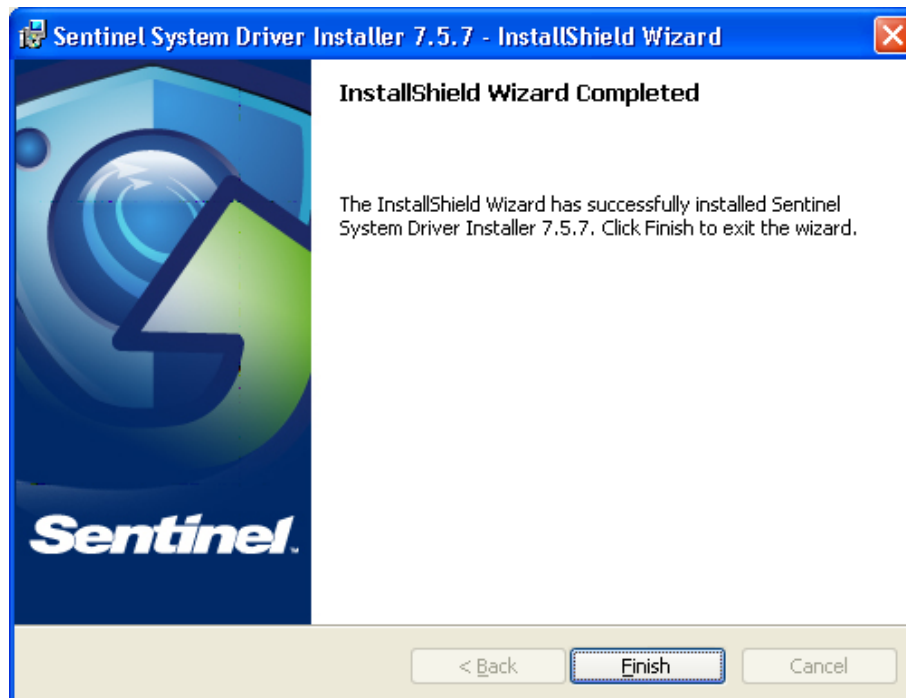 Sentinel System Driver Installer 7.5.7 - InstallShield Wizard
InstallShield Wizard Completed
The InstallShield Wizard has successfully installed Sentinel
System Driver Installer 7.5.7. Click Finish to exit the wizard.
Sentinel.
< Back
Finish
Cancel